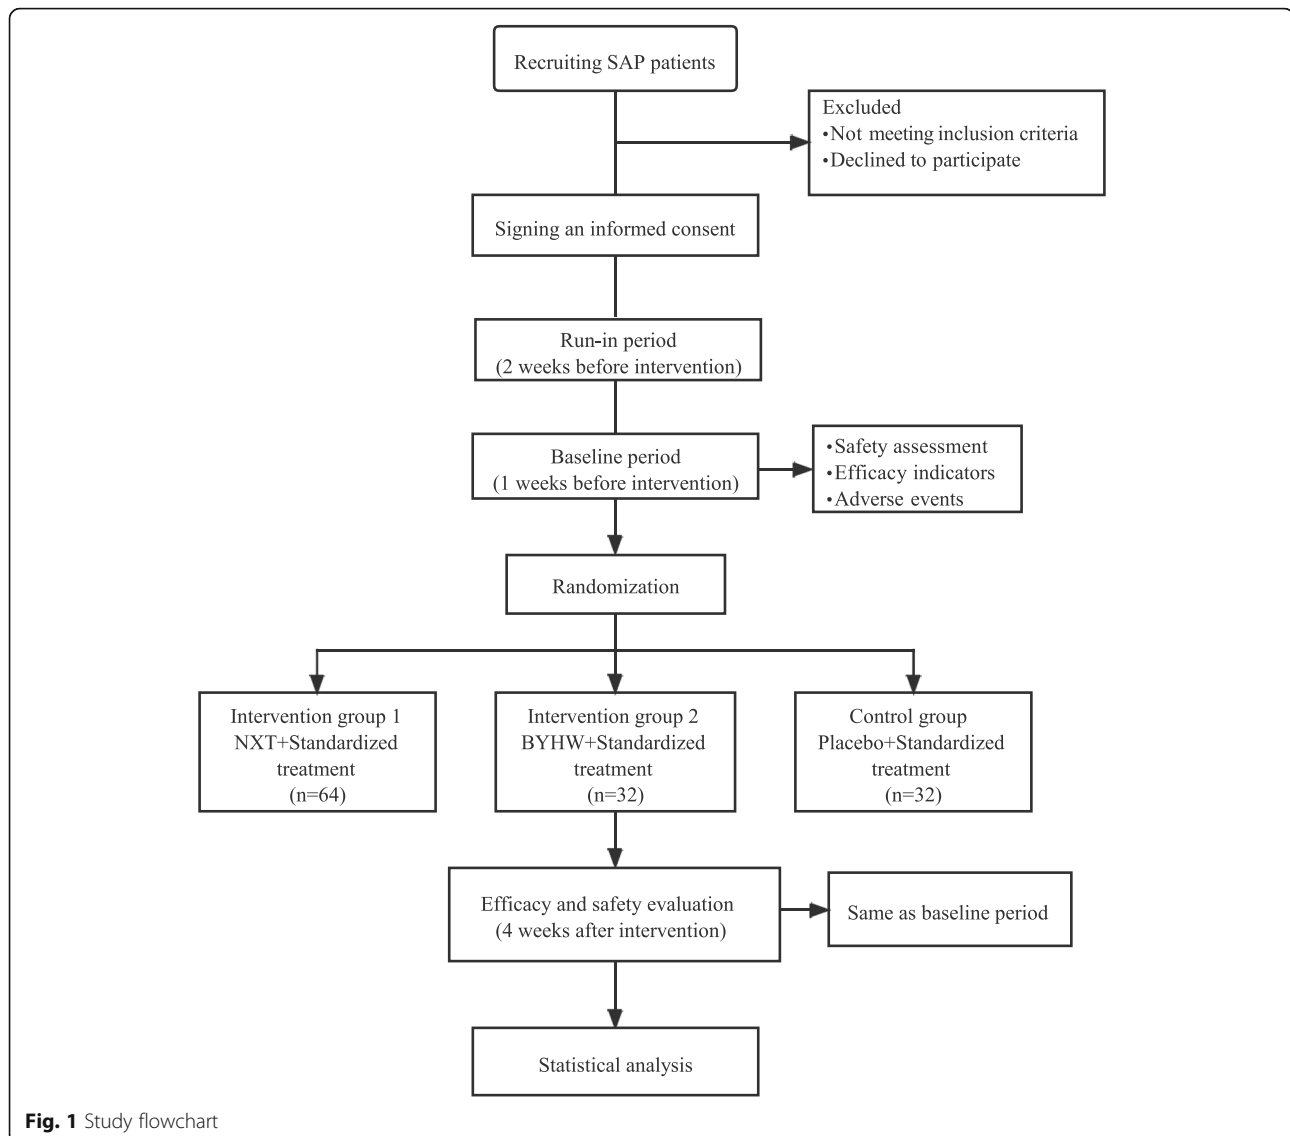 Recruiting SAP patients
Excluded
•Not meeting inclusion criteria
•Declined to participate
Signing an informed consent
Run-in period
(2 weeks before intervention)
Baseline period
(1 weeks before intervention)
•Safety assessment
•Efficacy indicators
•Adverse events
Randomization
Intervention group 1
NXT+Standardized
treatment
(n=64)
Intervention group 2
BYHW+Standardized
treatment
(n=32)
Control group
Placebo+Standardized
treatment
(n=32)
Efficacy and safety evaluation
(4 weeks after intervention)
Same as baseline period
Statistical analysis
Fig. 1 Study flowchart